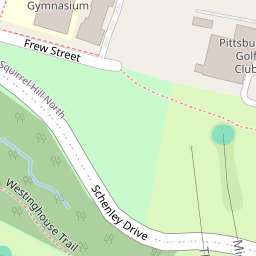 Gymnasium
Frew Street
Pittsbu
Golf
Club
Squirrel Hill North
Schenley Drive
Westinghouse Trail